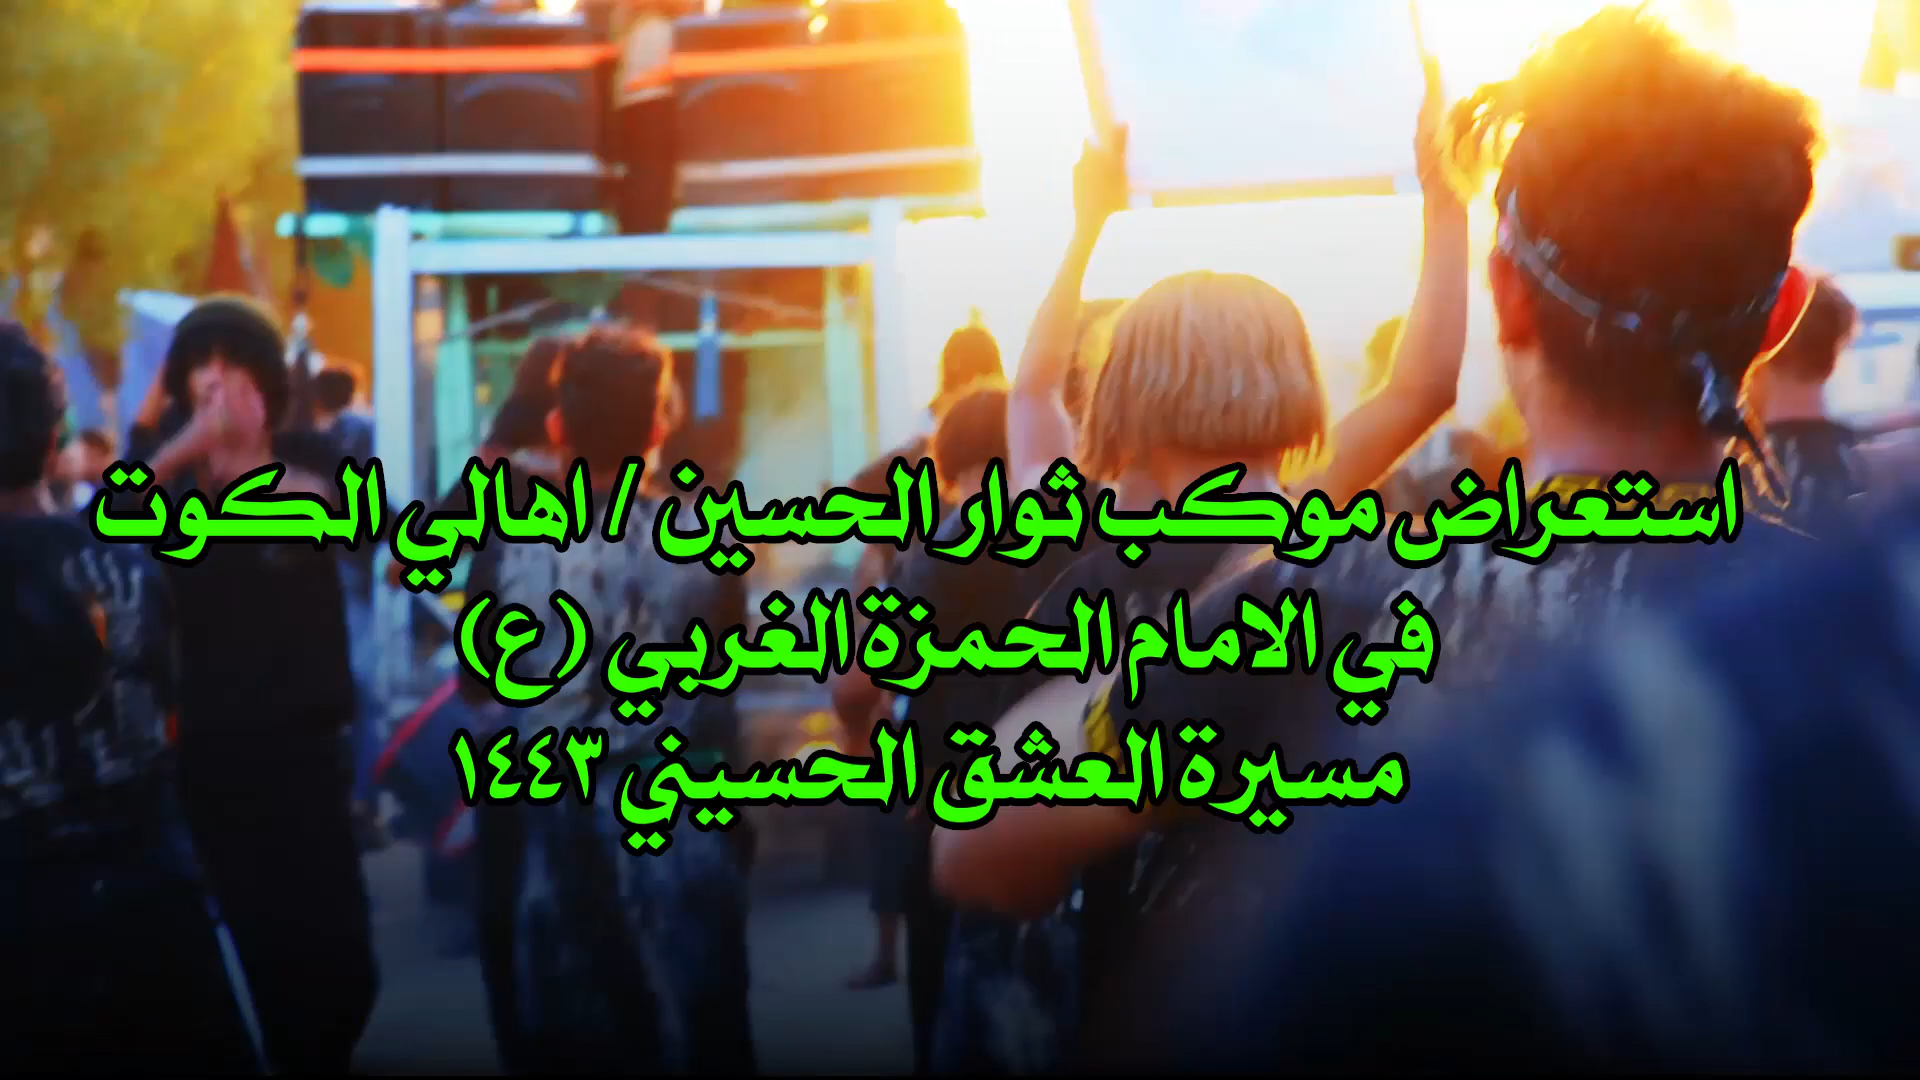 استعراض موكب ثوار الحسين / اهالي الكوت
في الامام الحمزة الغربي (ع)
مسيرة العشق الحسيني ١٤٤٣